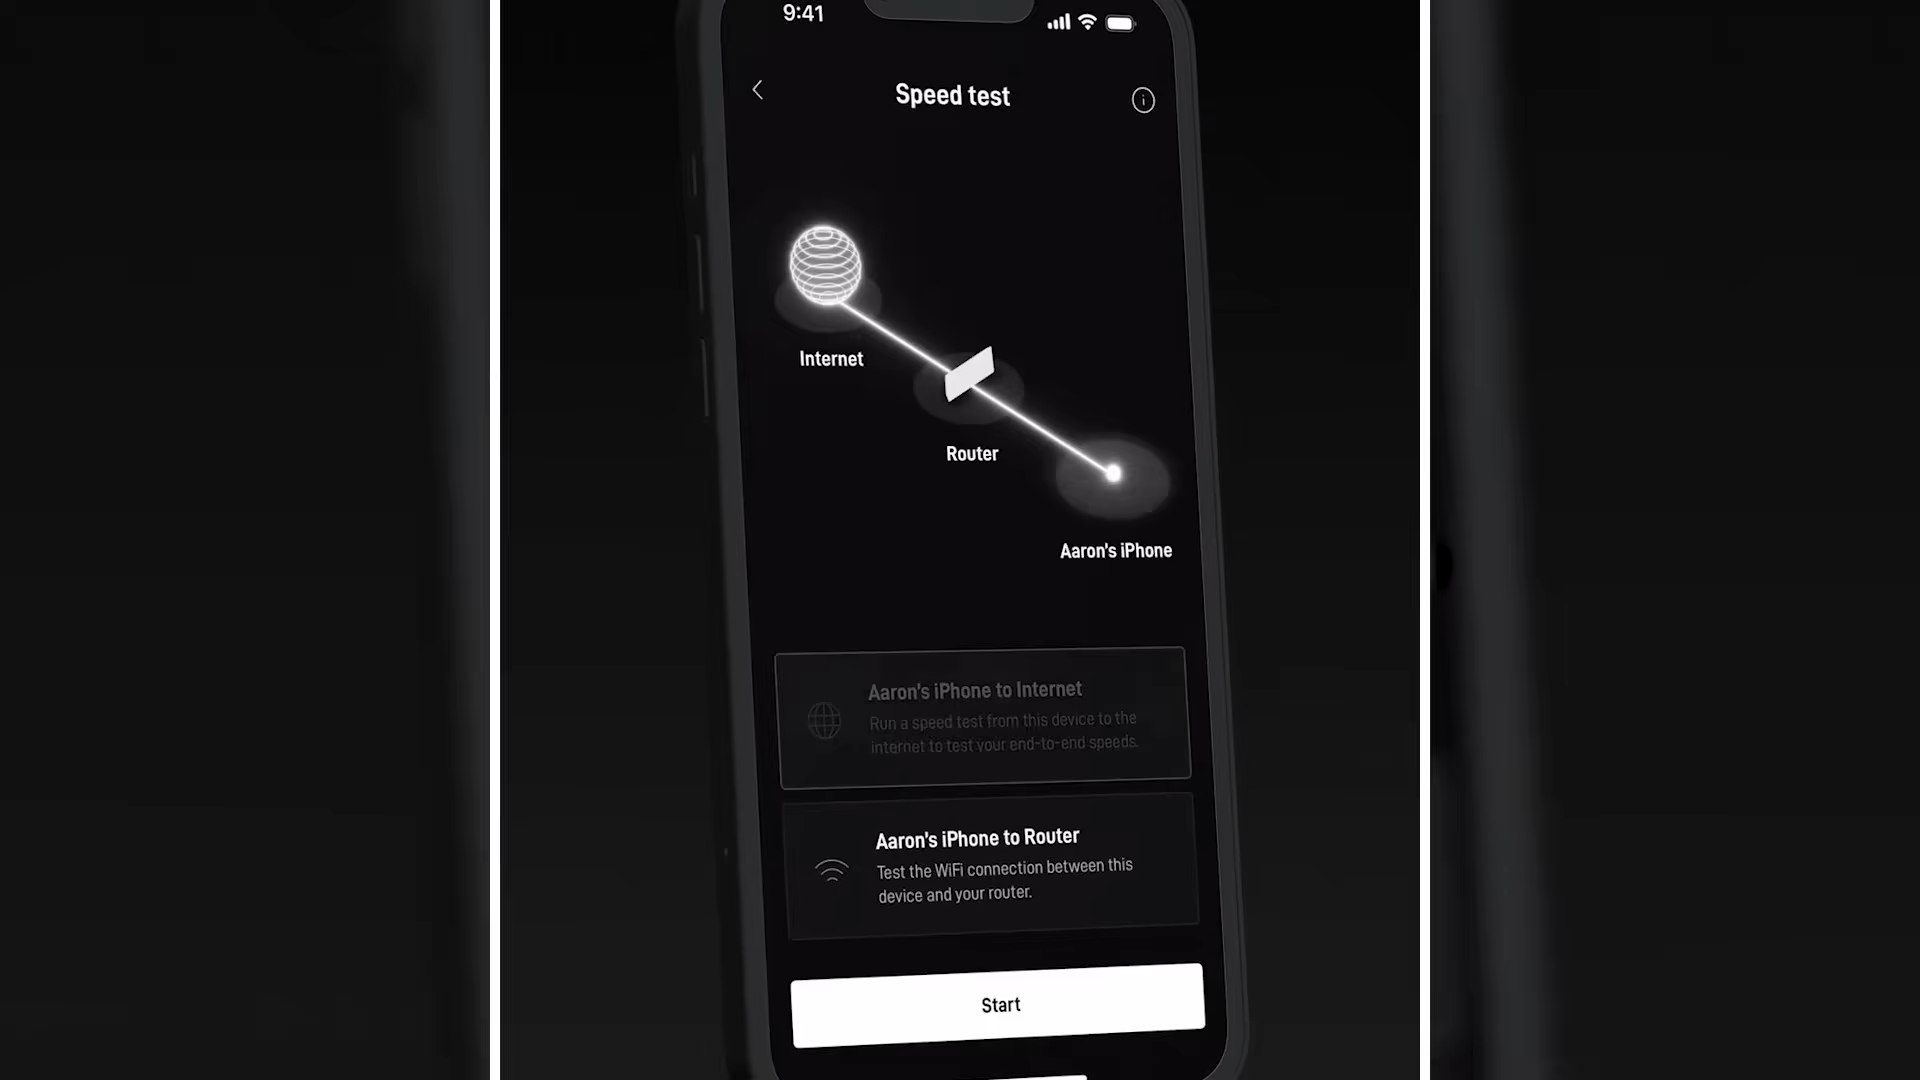 9:41
Speed test
Internet
Router
Aaron's iPhone
Aaron's iPhone to Internet
Run a speed test from this device to the
internet to test your end-to-end speeds.
Aaron's iPhone to Router
Test the WiFi connection between this
device and your router.
Start